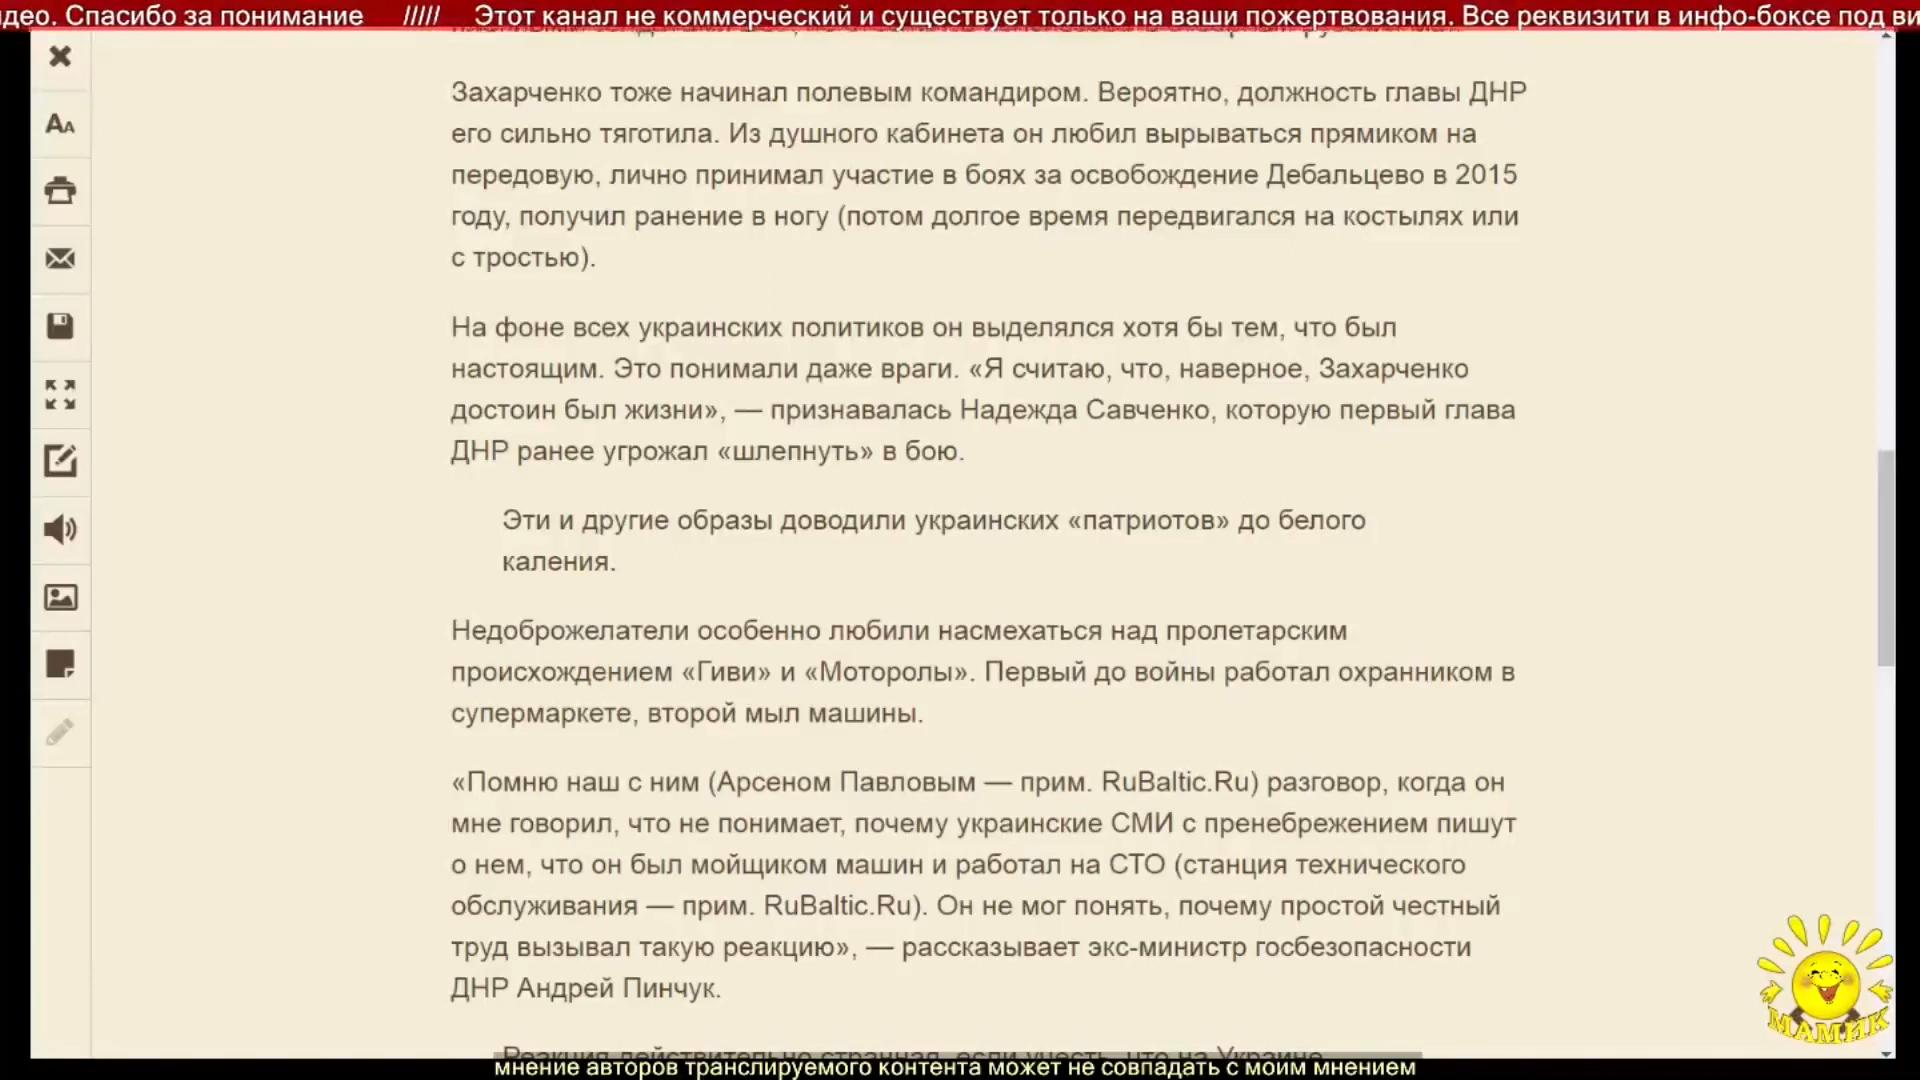 део. Спасибо за понимание ///// Этот канал не коммерческий и существует только на ваши пожертвования. Все реквизити в инфо-боксе под ви
Захарченко тоже начинал полевым командиром. Вероятно, должность главы ДНР
его сильно тяготила. Из душного кабинета он любил вырываться прямиком на
передовую, лично принимал участие в боях за освобождение Дебальцево в 2015
году, получил ранение в ногу (потом долгое время передвигался на костылях или
с тростью).
На фоне всех украинских политиков он выделялся хотя бы тем, что был
настоящим. Это понимали даже враги. «Я считаю, что, наверное, Захарченко
достоин был жизни», — признавалась Надежда Савченко, которую первый глава
ДНР ранее угрожал «шлепнуть» в бою.
Эти и другие образы доводили украинских «патриотов» до белого
каления.
Недоброжелатели особенно любили насмехаться над пролетарским
происхождением «Гиви» и «Моторолы». Первый до войны работал охранником в
супермаркете, второй мыл машины.
«Помню наш с ним (Арсеном Павловым — прим. RuBaltic.Ru) разговор, когда он
мне говорил, что не понимает, почему украинские СМИ с пренебрежением пишут
о нем, что он был мойщиком машин и работал на СТО (станция технического
обслуживания — прим. RuBaltic.Ru). Он не мог понять, почему простой честный
труд вызывал такую реакцию», — рассказывает экс-министр госбезопасности
ДНР Андрей Пинчук.
Реакция действительно странная, если учесть, что на Украине
мнение авторов транслируемого контента может не совпадать с моим мнением
МАМИК